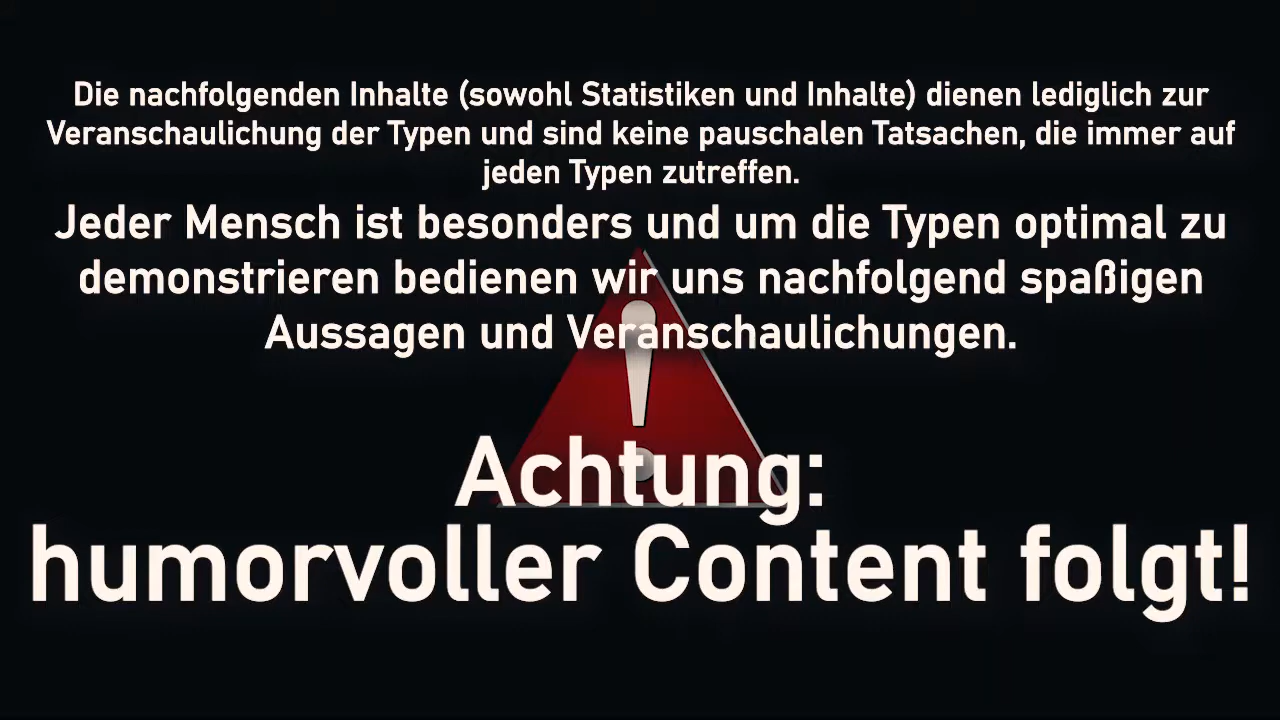 Die nachfolgenden Inhalte (sowohl Statistiken und Inhalte) dienen lediglich zur
Veranschaulichung der Typen und sind keine pauschalen Tatsachen, die immer auf
jeden Typen zutreffen.
Jeder Mensch ist besonders und um die Typen optimal zu
demonstrieren bedienen wir uns nachfolgend spaßigen
Aussagen und Veranschaulichungen.
Achtung:
humorvoller Content folgt!